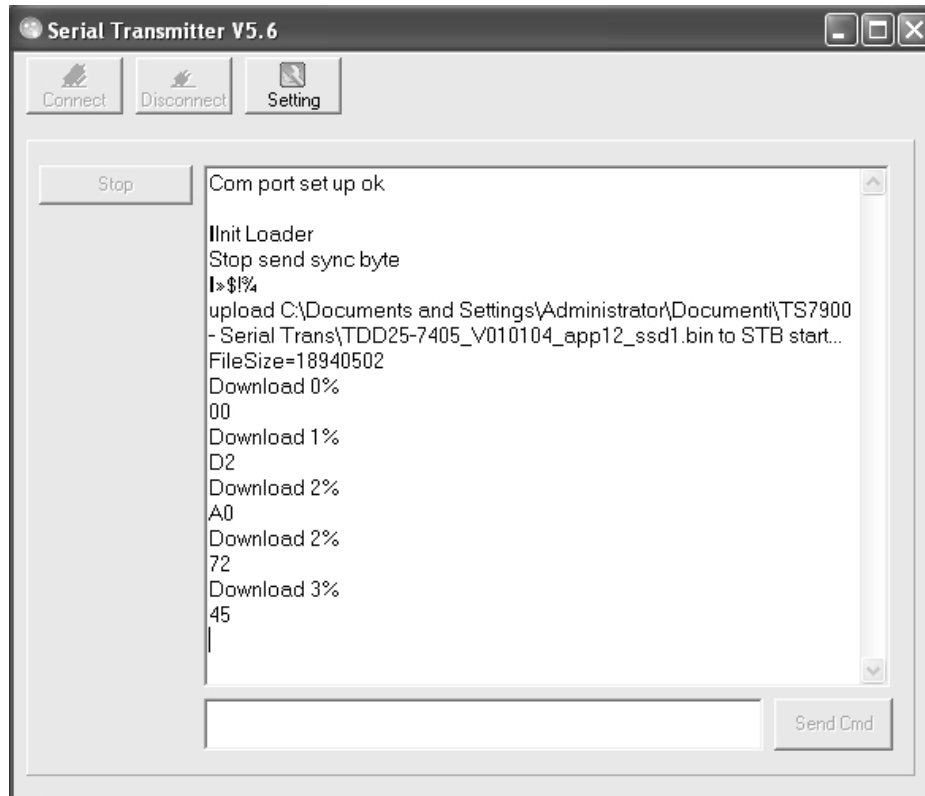 Serial Transmitter V5.6
Connect Disconnect Setting
Stop
Com port set up ok
IInit Loader
Stop send sync byte
I»$!%
upload C:\Documents and Settings\Administrator\Documenti\TS7900
- Serial Trans\TDD25-7405_V010104_app12_ssd1.bin to STB start...
FileSize=18940502
Download 0%
00
Download 1%
D2
Download 2%
A0
Download 2%
72
Download 3%
45
Send Cmd